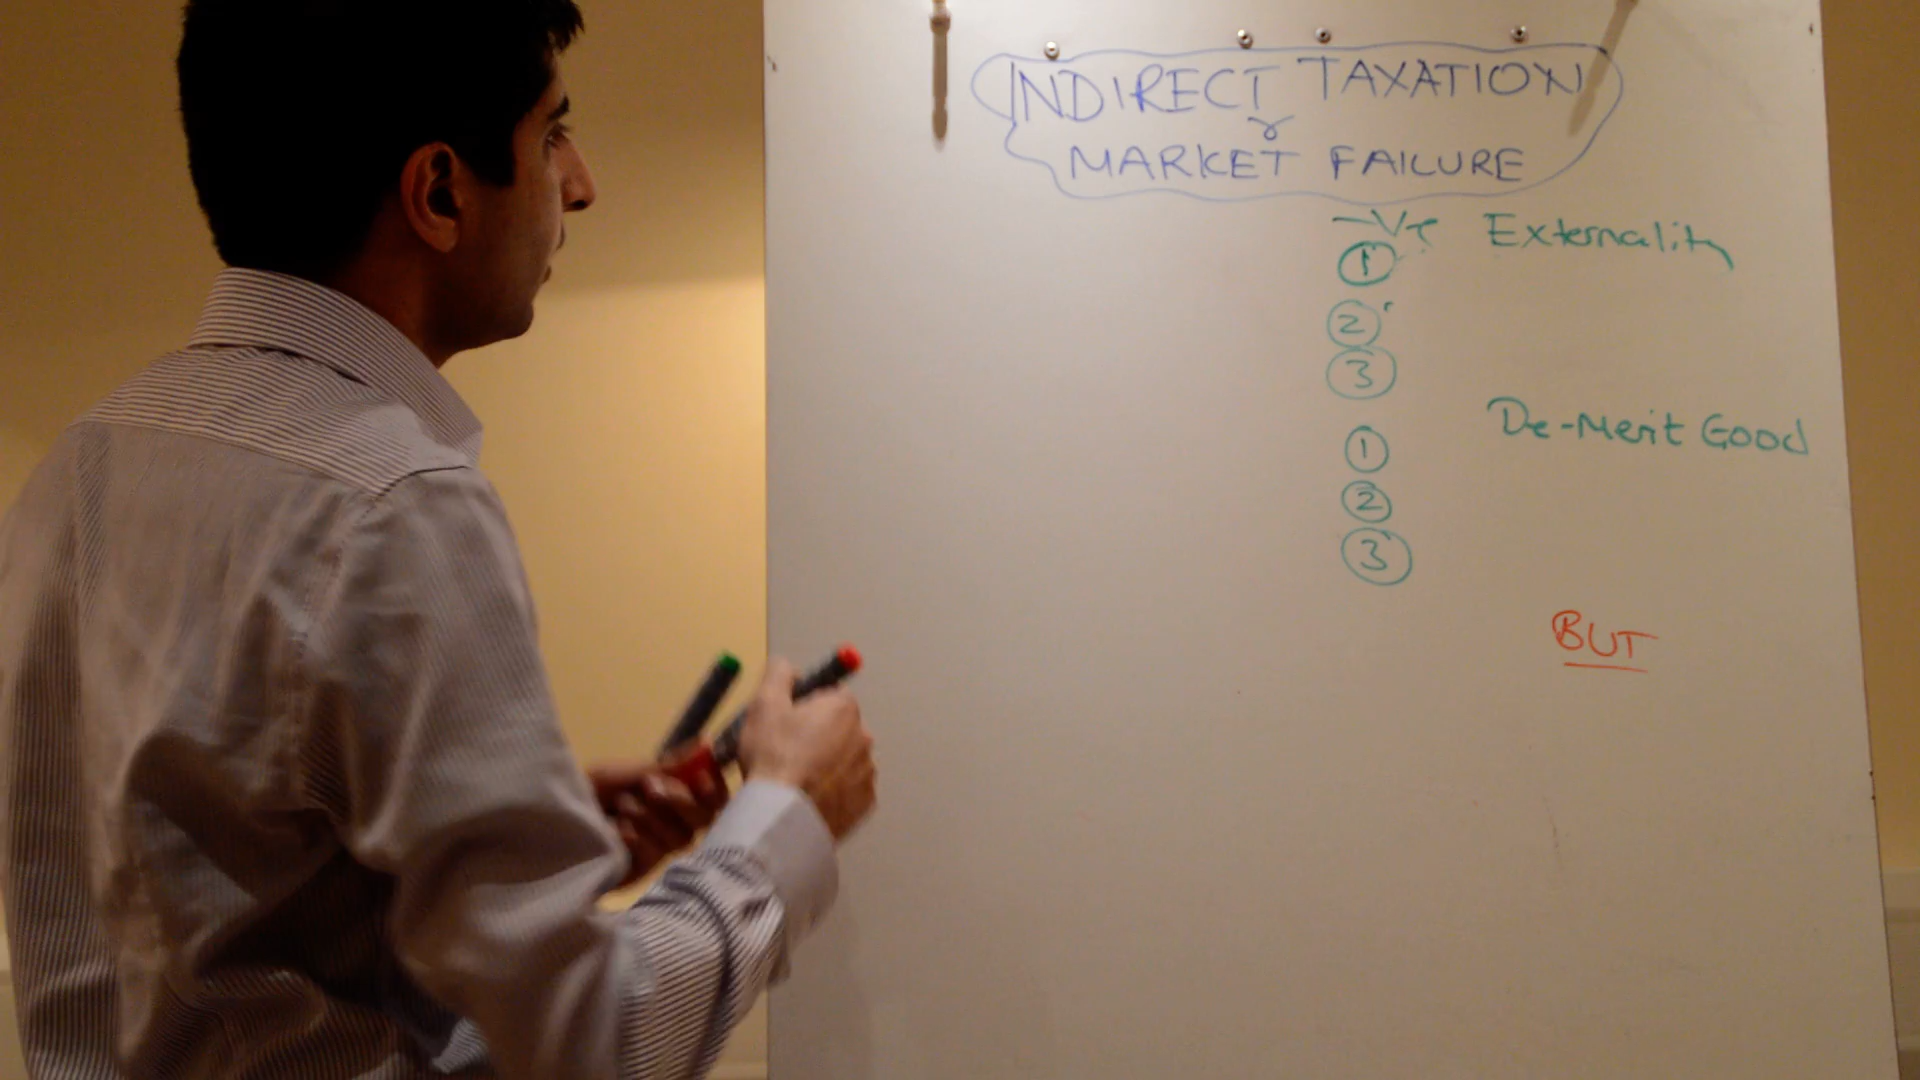 INDIRECT TAXATION
&
MARKET FAILURE
-Ve Externality
1
2
3
De-Merit Good
1
2
3
BUT